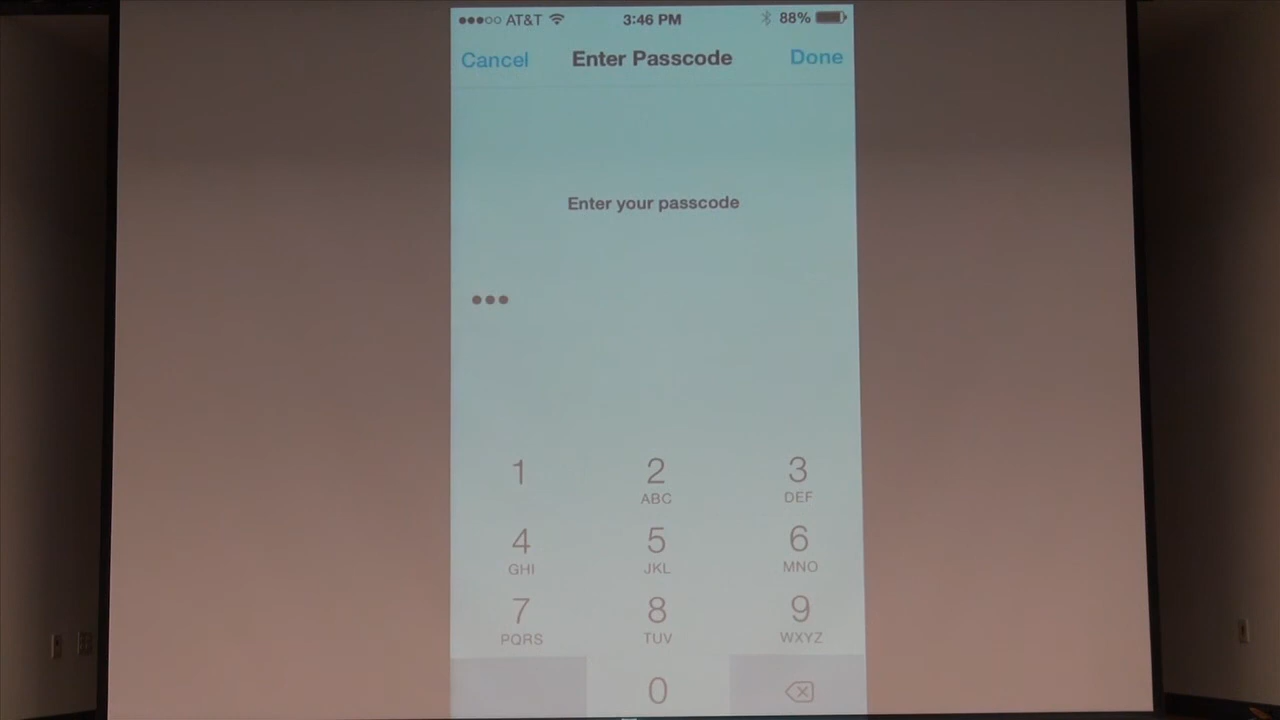 AT&T 3:46 PM 88%
Cancel Enter Passcode Done
Enter your passcode
1 2 3
ABC DEF
4 5 6
GHI JKL MNO
7 8 9
PQRS TUV WXYZ
0